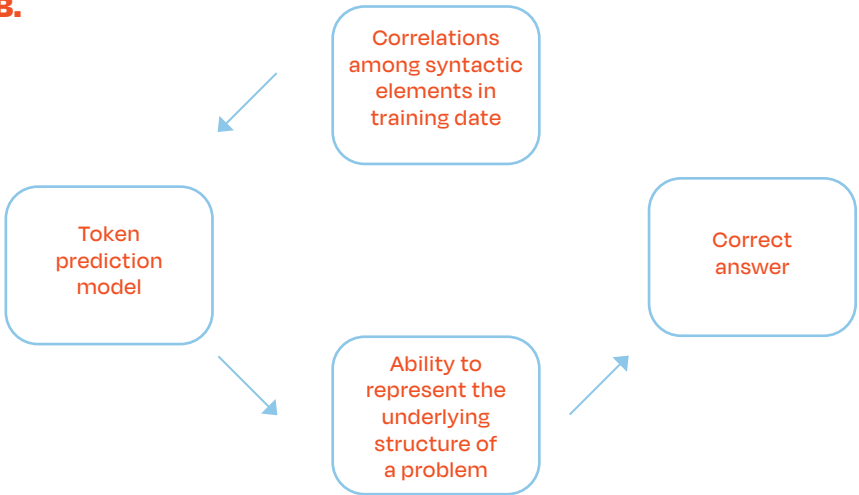 B.
Correlations
among syntactic
elements in
training date
Token
prediction
model
Correct
answer
Ability to
represent the
underlying
structure of
a problem